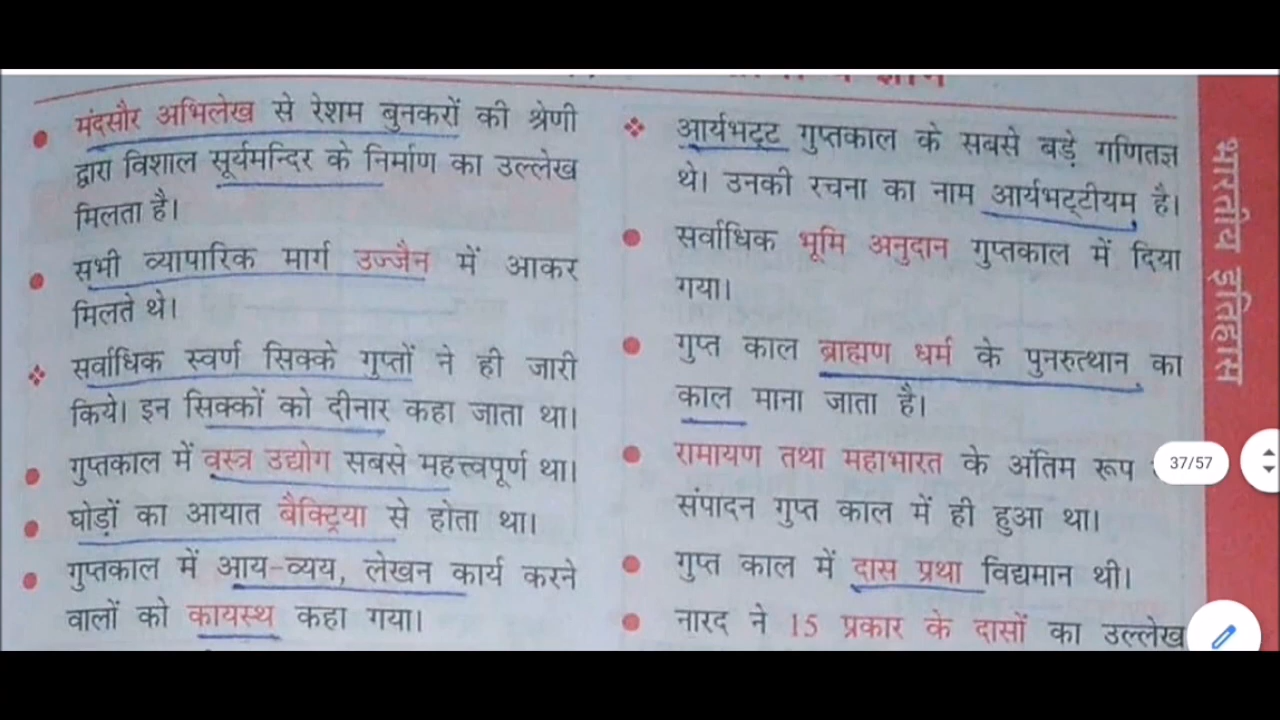 मंदसौर अभिलेख से रेशम बुनकरों की श्रेणी
द्वारा विशाल सूर्यमन्दिर के निर्माण का उल्लेख
मिलता है।
सभी व्यापारिक मार्ग उज्जैन में आकर
मिलते थे।
सर्वाधिक स्वर्ण सिक्के गुप्तों ने ही जारी
किये। इन सिक्कों को दीनार कहा जाता था।
गुप्तकाल में वस्त्र उद्योग सबसे महत्त्वपूर्ण था।
घोड़ों का आयात बैक्ट्रिया से होता था।
गुप्तकाल में आय-व्यय, लेखन कार्य करने
वालों को कायस्थ कहा गया।
आर्यभट्ट गुप्तकाल के सबसे बड़े गणितज्ञ
थे। उनकी रचना का नाम आर्यभट्टीयम् है।
सर्वाधिक भूमि अनुदान गुप्तकाल में दिया
गया।
गुप्त काल ब्राह्मण धर्म के पुनरुत्थान का
काल माना जाता है।
रामायण तथा महाभारत के अंतिम रूप
संपादन गुप्त काल में ही हुआ था।
गुप्त काल में दास प्रथा विद्यमान थी।
नारद ने 15 प्रकार के दासों का उल्लेख
भारतीय इतिहास
37/57